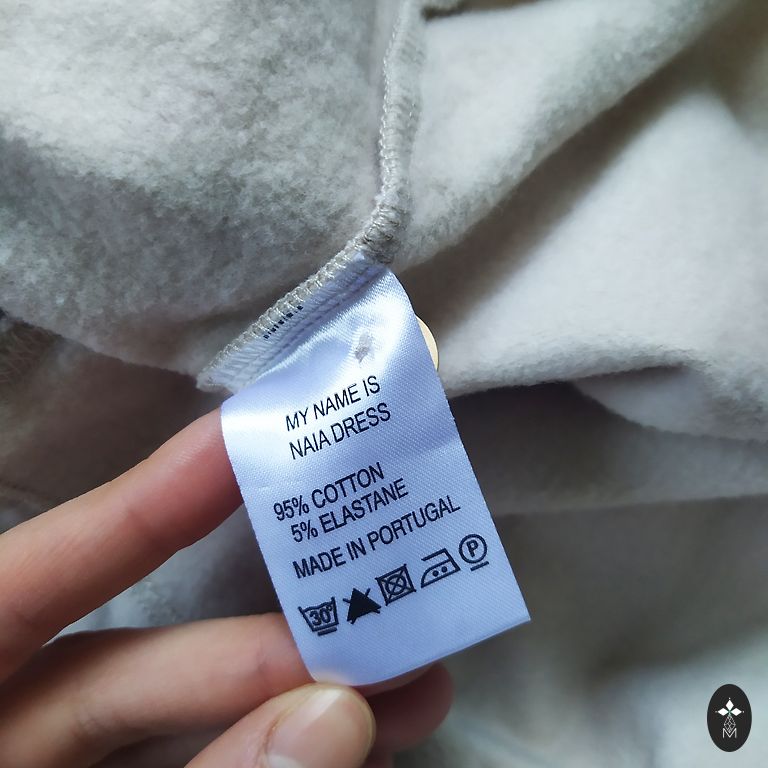 MY NAME IS
NAIA DRESS
95% COTTON
5% ELASTANE
MADE IN PORTUGAL
30° P